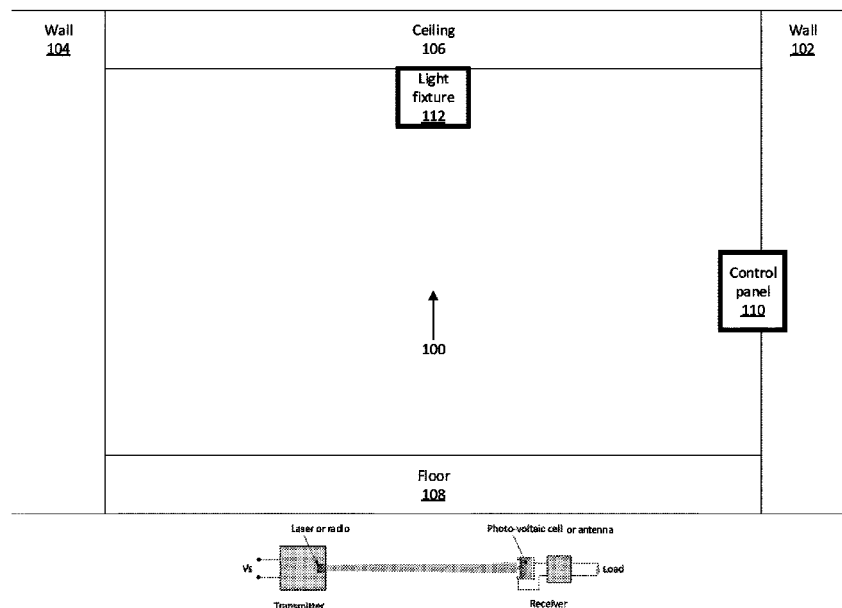 Wall
104
Ceiling
106
Wall
102
Light
fixture
112
Control
panel
110
100
Floor
108
Laser or radio
Photo-voltaic cell or antenna
Vs
Load
Transmitter
Receiver